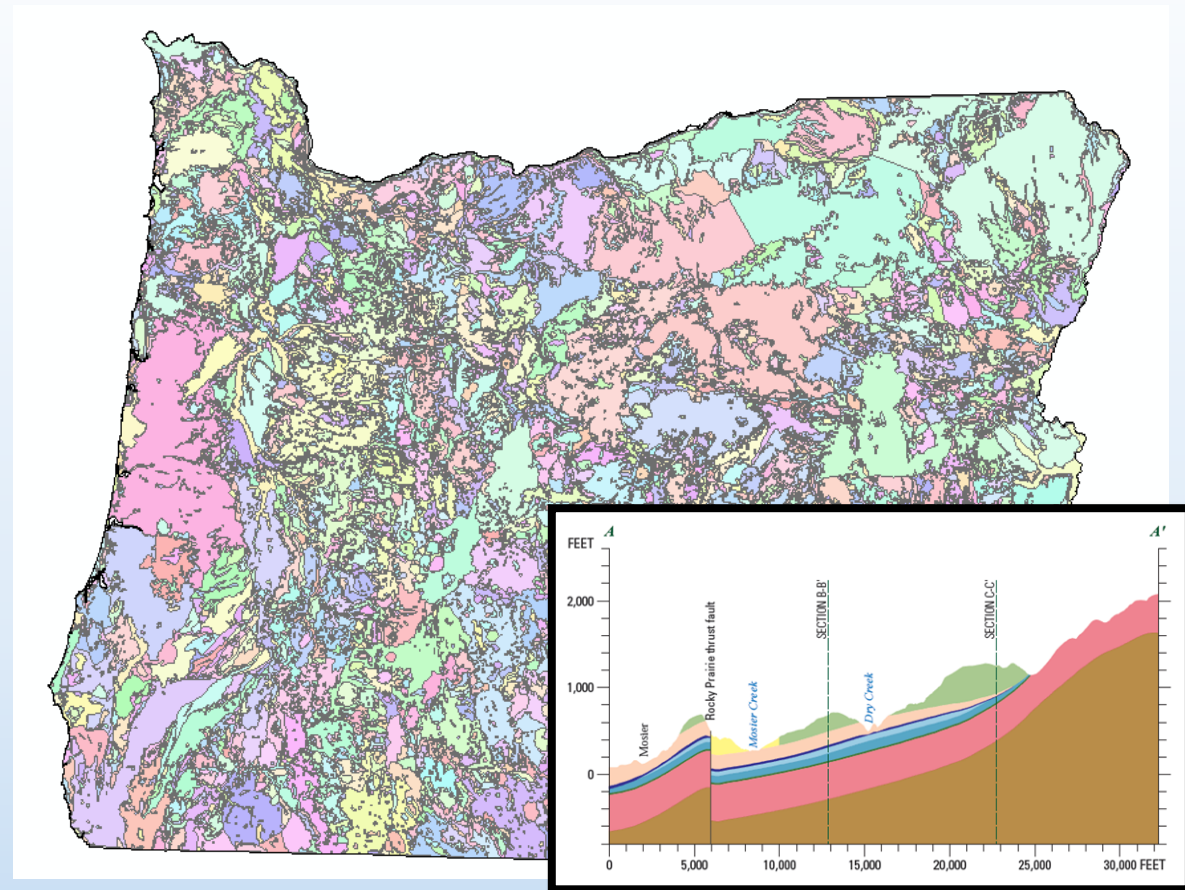 A
A'
FEET
2,000
1,000
0
Mosier
Rocky Prairie thrust fault
Mosier Creek
SECTION B-B'
Dry Creek
SECTION C-C'
0
5,000
10,000
15,000
20,000
25,000
30,000 FEET